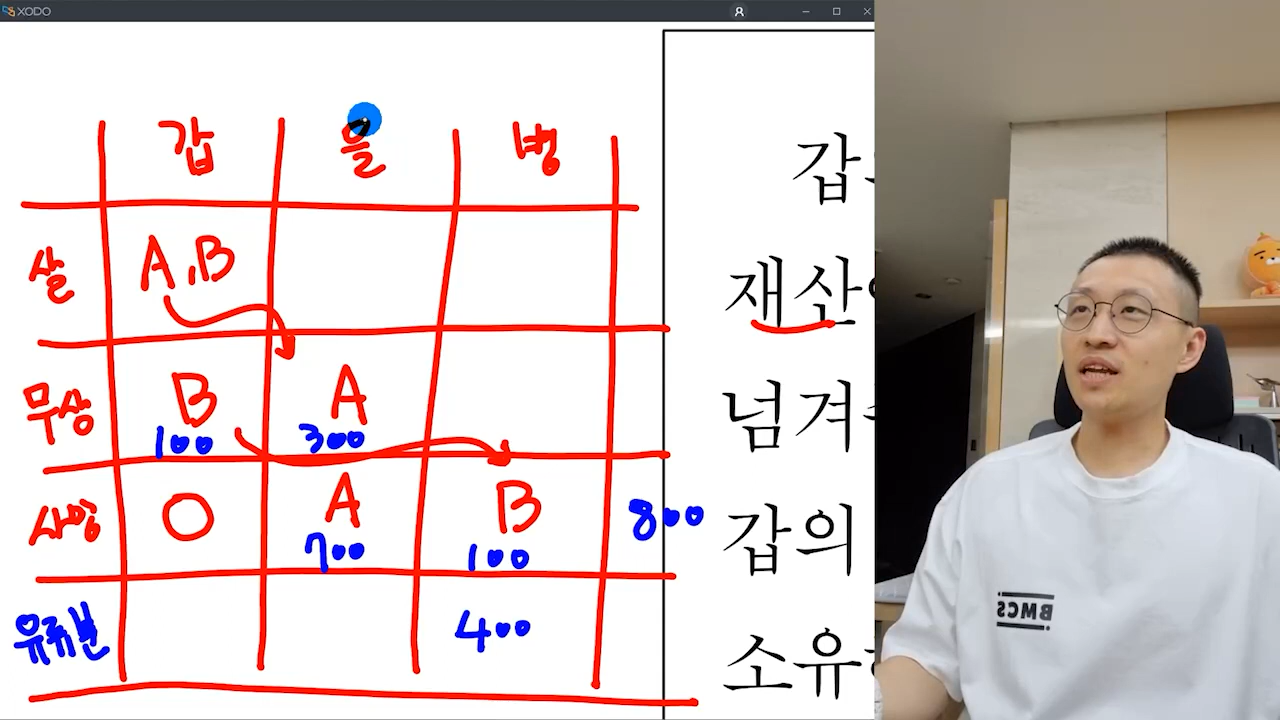 XODO
갑 을 병
살 A,B
무상 B A
100 300
사망 O A B 800
700 100
유류분 400
갑
재산
넘겨
갑의
소유
BMCS